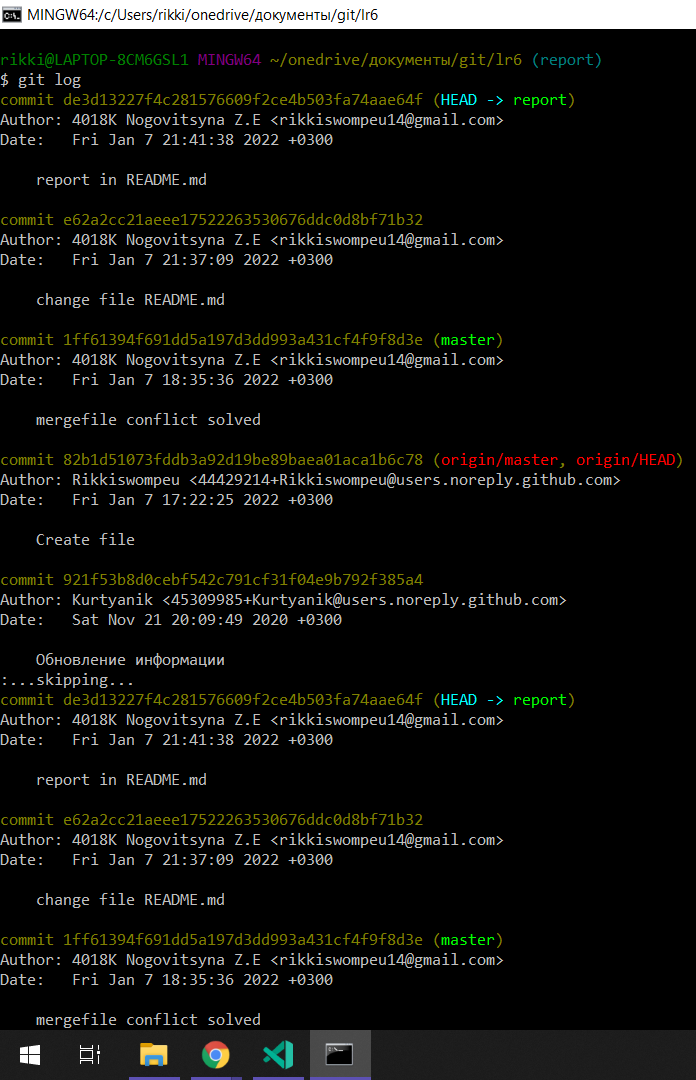 MINGW64:/c/Users/rikki/onedrive/документы/git/lr6
rikki@LAPTOP-8CM6GSL1 MINGW64 ~/onedrive/документы/git/lr6 (report)
$ git log
commit de3d13227f4c281576609f2ce4b503fa74aae64f (HEAD -> report)
Author: 4018K Nogovitsyna Z.E <rikkiswompeu14@gmail.com>
Date:   Fri Jan 7 21:41:38 2022 +0300
    report in README.md
commit e62a2cc21aeee17522263530676ddc0d8bf71b32
Author: 4018K Nogovitsyna Z.E <rikkiswompeu14@gmail.com>
Date:   Fri Jan 7 21:37:09 2022 +0300
    change file README.md
commit 1ff61394f691dd5a197d3dd993a431cf4f9f8d3e (master)
Author: 4018K Nogovitsyna Z.E <rikkiswompeu14@gmail.com>
Date:   Fri Jan 7 18:35:36 2022 +0300
    mergefile conflict solved
commit 82b1d51073fddb3a92d19be89baea01aca1b6c78 (origin/master, origin/HEAD)
Author: Rikkiswompeu <44429214+Rikkiswompeu@users.noreply.github.com>
Date:   Fri Jan 7 17:22:25 2022 +0300
    Create file
commit 921f53b8d0cebf542c791cf31f04e9b792f385a4
Author: Kurtyanik <45309985+Kurtyanik@users.noreply.github.com>
Date:   Sat Nov 21 20:09:49 2020 +0300
    Обновление информации
:...skipping...
commit de3d13227f4c281576609f2ce4b503fa74aae64f (HEAD -> report)
Author: 4018K Nogovitsyna Z.E <rikkiswompeu14@gmail.com>
Date:   Fri Jan 7 21:41:38 2022 +0300
    report in README.md
commit e62a2cc21aeee17522263530676ddc0d8bf71b32
Author: 4018K Nogovitsyna Z.E <rikkiswompeu14@gmail.com>
Date:   Fri Jan 7 21:37:09 2022 +0300
    change file README.md
commit 1ff61394f691dd5a197d3dd993a431cf4f9f8d3e (master)
Author: 4018K Nogovitsyna Z.E <rikkiswompeu14@gmail.com>
Date:   Fri Jan 7 18:35:36 2022 +0300
    mergefile conflict solved